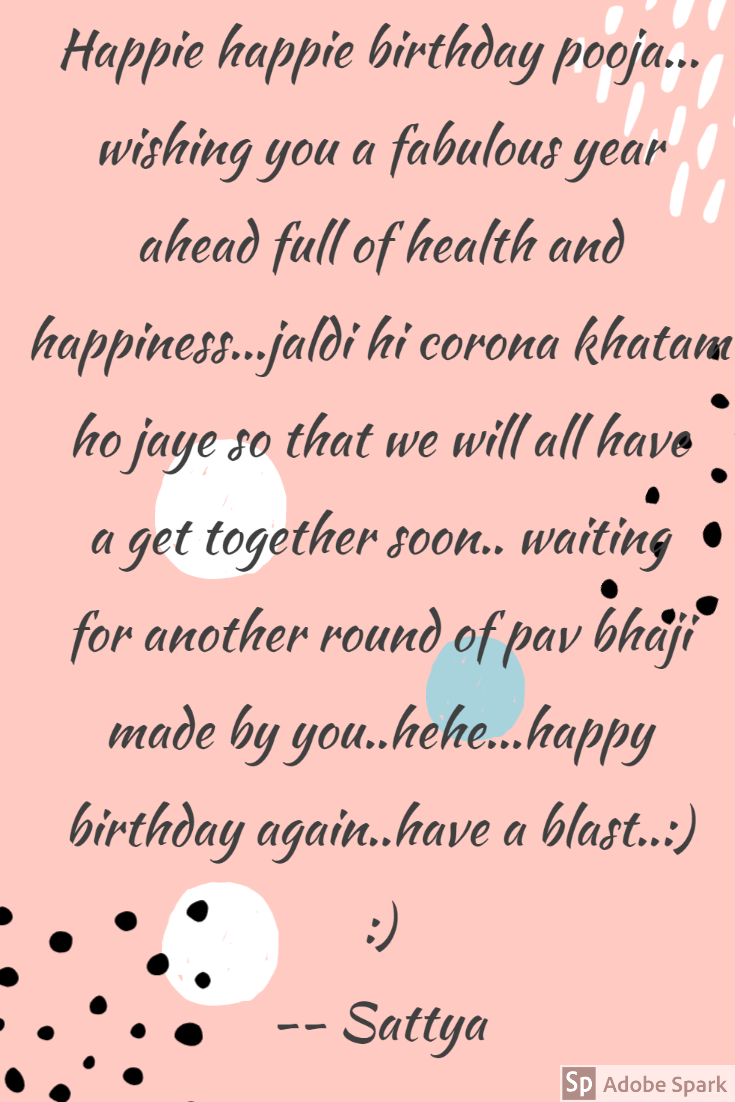 Happie happie birthday pooja...
wishing you a fabulous year
ahead full of health and
happiness...jaldi hi corona khatam
ho jaye so that we will all have
a get together soon.. waiting
for another round of pav bhaji
made by you..hehe...happy
birthday again..have a blast..:)
:)
-- Sattya
Sp Adobe Spark